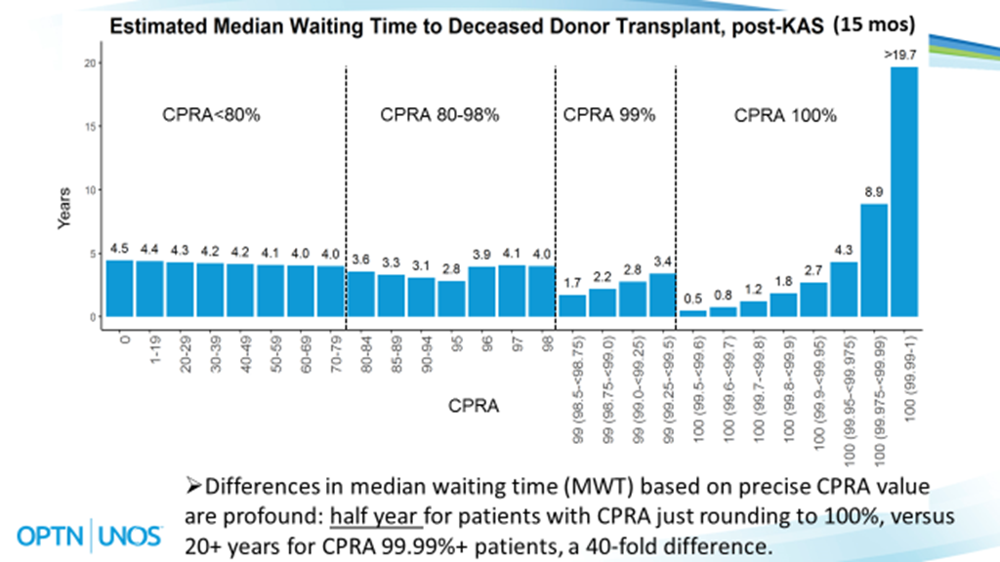 Estimated Median Waiting Time to Deceased Donor Transplant, post-KAS (15 mos)
Years
20
15
10
5
0
CPRA<80%
CPRA 80-98%
CPRA 99%
CPRA 100%
4.5 4.4 4.3 4.2 4.2 4.1 4.0 4.0 3.6 3.3 3.1 2.8 3.9 4.1 4.0 1.7 2.2 2.8 3.4 0.5 0.8 1.2 1.8 2.7 4.3 8.9 >19.7
0
1-19
20-29
30-39
40-49
50-59
60-69
70-79
80-84
85-89
90-94
95
96
97
98
99 (98.5-<98.75)
99 (98.75-<99.0)
99 (99.0-<99.25)
99 (99.25-<99.5)
100 (99.5-<99.6)
100 (99.6-<99.7)
100 (99.7-<99.8)
100 (99.8-<99.9)
100 (99.9-<99.95)
100 (99.95-<99.975)
100 (99.975-<99.99)
100 (99.99-1)
CPRA
➢Differences in median waiting time (MWT) based on precise CPRA value
are profound: half year for patients with CPRA just rounding to 100%, versus
20+ years for CPRA 99.99%+ patients, a 40-fold difference.
OPTN | UNOS